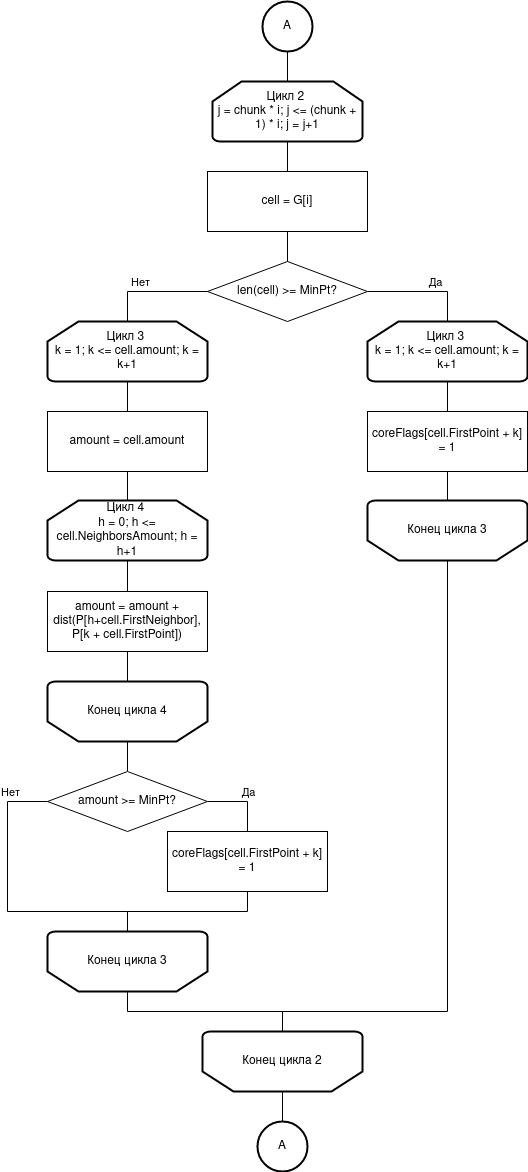 A
Цикл 2
j = chunk * i; j <= (chunk +
1) * i; j = j+1
cell = G[i]
len(cell) >= MinPt?
Нет
Да
Цикл 3
k = 1; k <= cell.amount; k =
k+1
Цикл 3
k = 1; k <= cell.amount; k =
k+1
amount = cell.amount
coreFlags[cell.FirstPoint + k]
= 1
Цикл 4
h = 0; h <=
cell.NeighborsAmount; h =
h+1
Конец цикла 3
amount = amount +
dist(P[h+cell.FirstNeighbor],
P[k + cell.FirstPoint])
Конец цикла 4
amount >= MinPt?
Нет
Да
coreFlags[cell.FirstPoint + k]
= 1
Конец цикла 3
Конец цикла 2
A